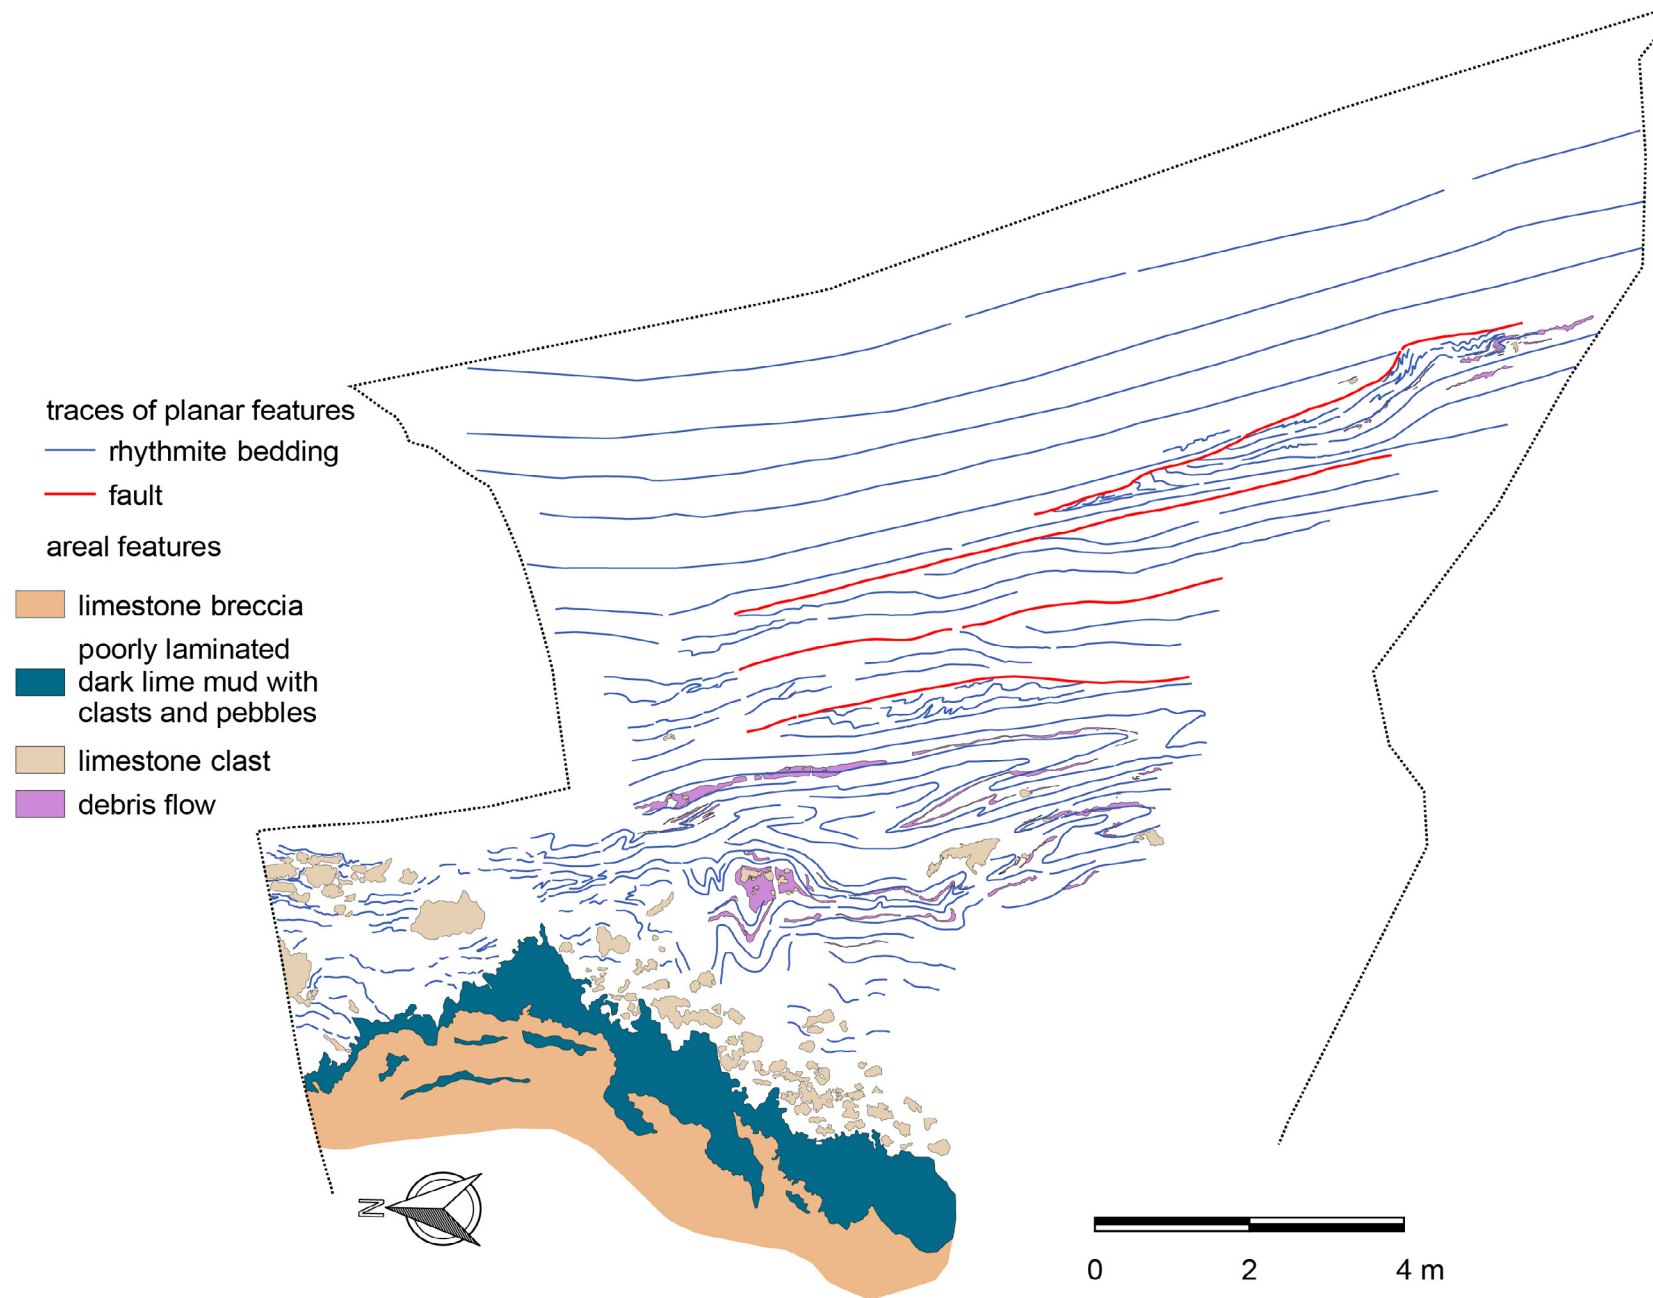 traces of planar features
rhythmite bedding
fault
areal features
limestone breccia
poorly laminated
dark lime mud with
clasts and pebbles
limestone clast
debris flow
N
0 2 4 m